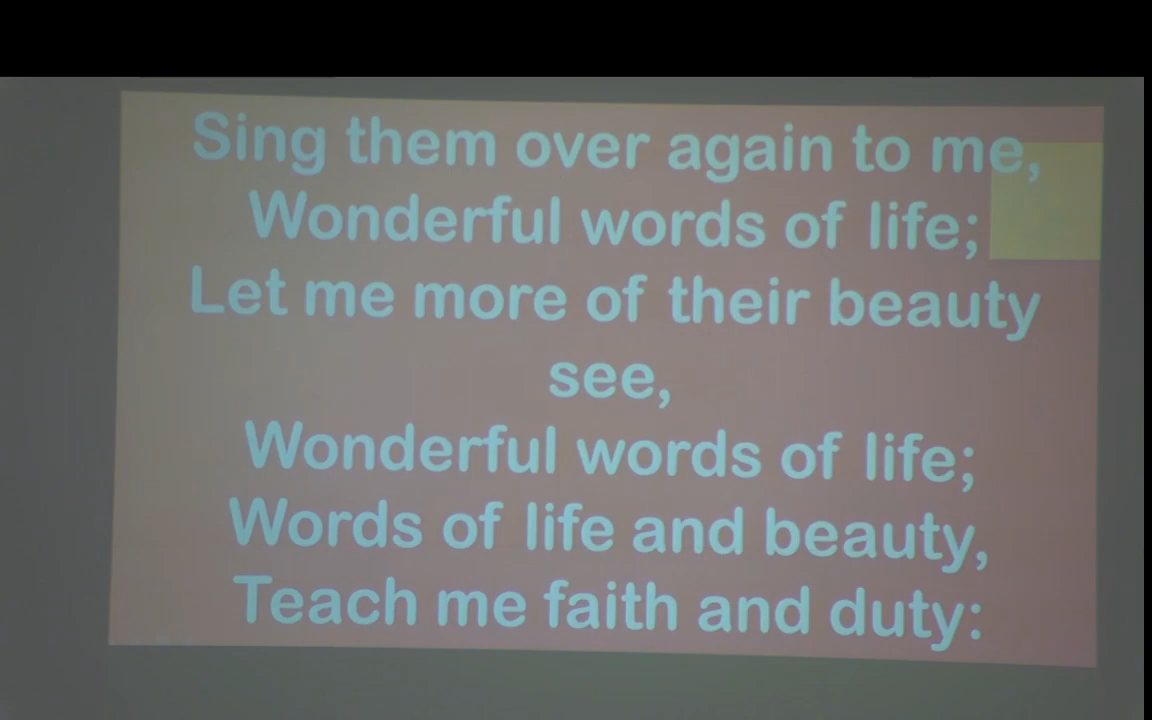 Sing them over again to me,
Wonderful words of life;
Let me more of their beauty
see,
Wonderful words of life;
Words of life and beauty,
Teach me faith and duty: